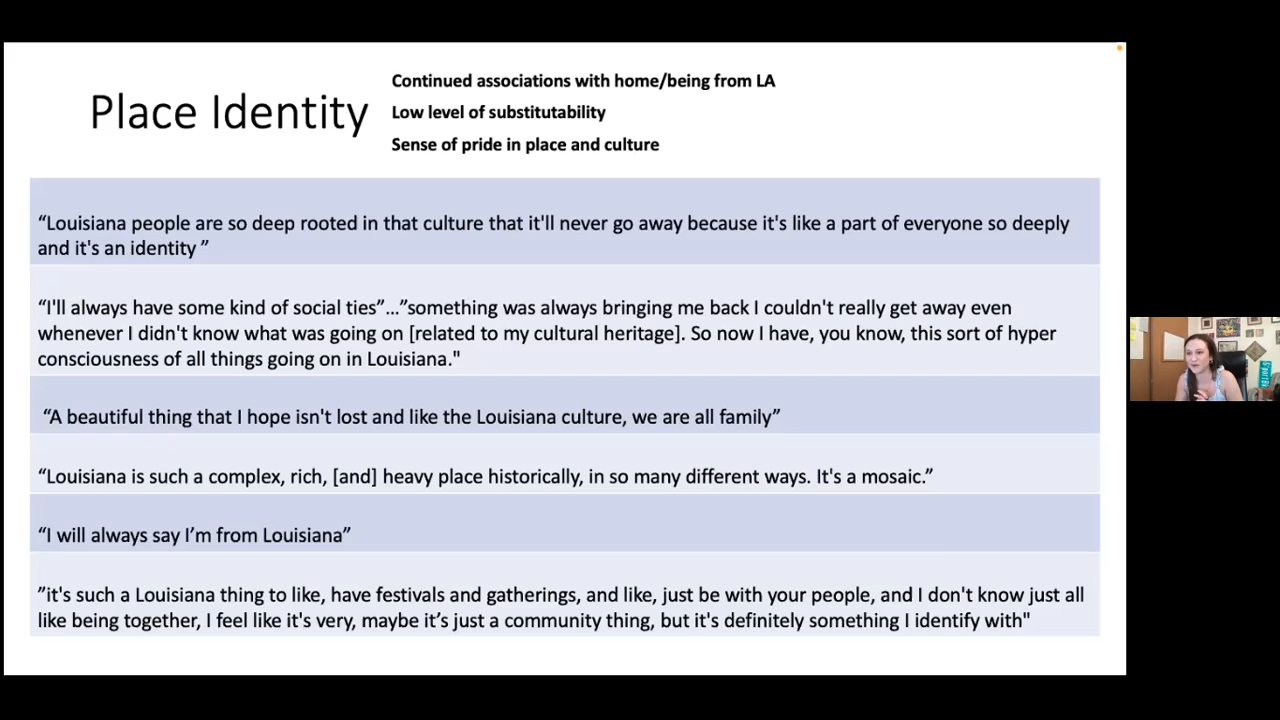 Place Identity
Continued associations with home/being from LA
Low level of substitutability
Sense of pride in place and culture
“Louisiana people are so deep rooted in that culture that it'll never go away because it's like a part of everyone so deeply
and it's an identity ”
“I'll always have some kind of social ties”…”something was always bringing me back I couldn't really get away even
whenever I didn't know what was going on [related to my cultural heritage]. So now I have, you know, this sort of hyper
consciousness of all things going on in Louisiana."
“A beautiful thing that I hope isn't lost and like the Louisiana culture, we are all family”
“Louisiana is such a complex, rich, [and] heavy place historically, in so many different ways. It's a mosaic.”
“I will always say I’m from Louisiana”
”it's such a Louisiana thing to like, have festivals and gatherings, and like, just be with your people, and I don't know just all
like being together, I feel like it's very, maybe it’s just a community thing, but it's definitely something I identify with"